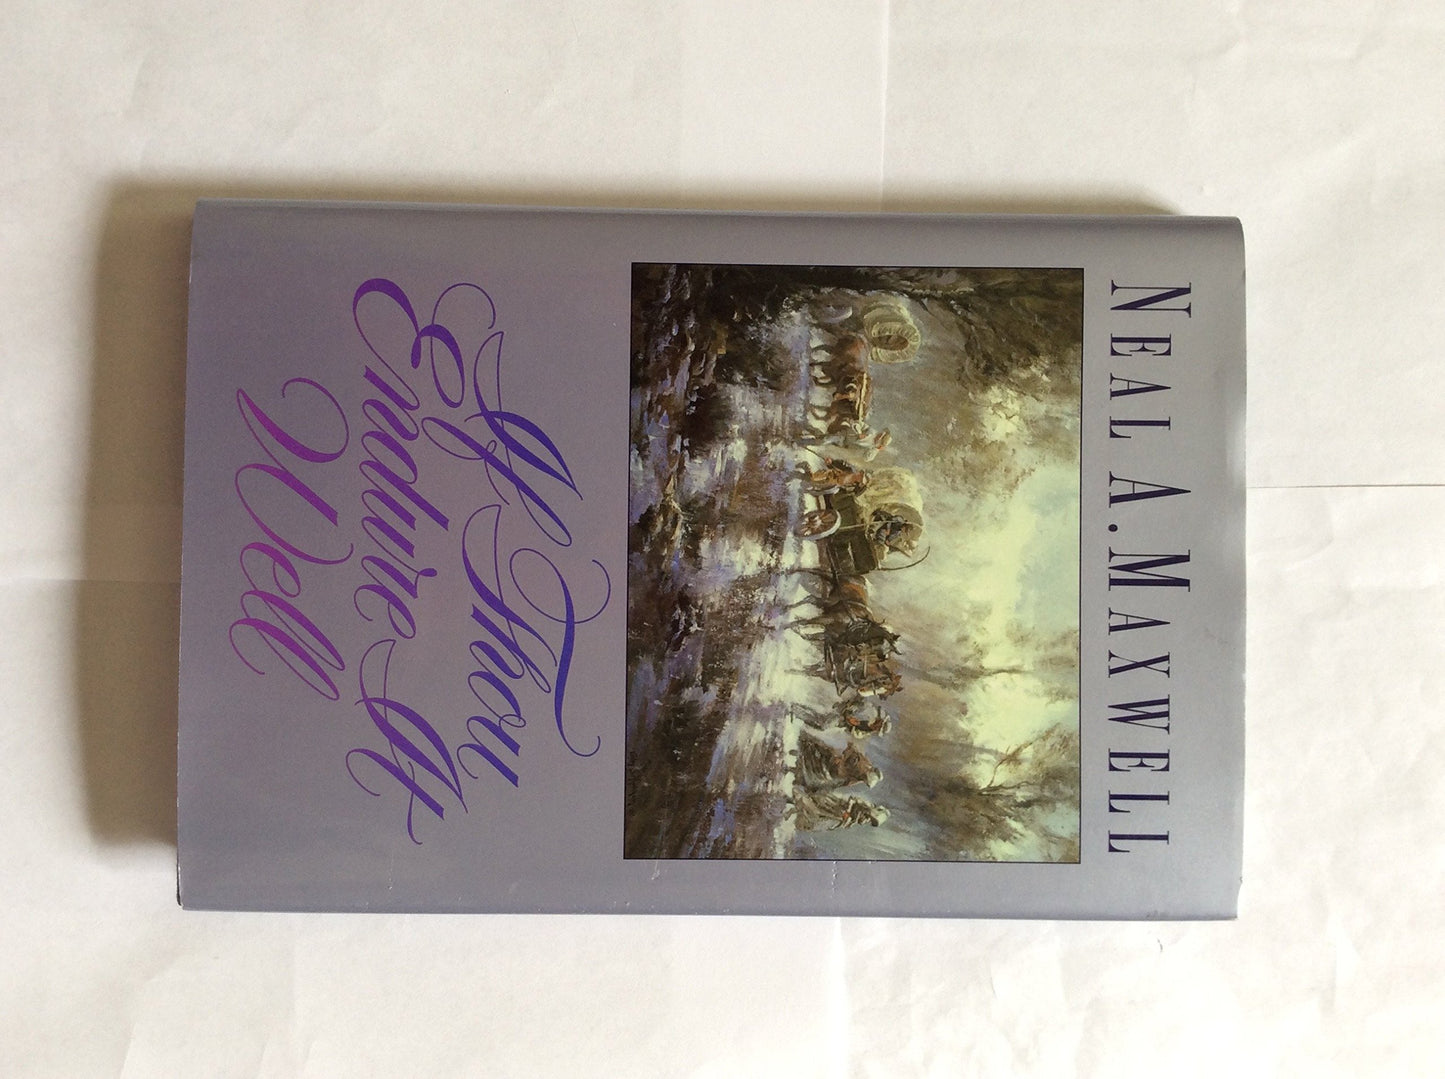 NEAL A. MAXWELL
If Thou
Endure It
Well